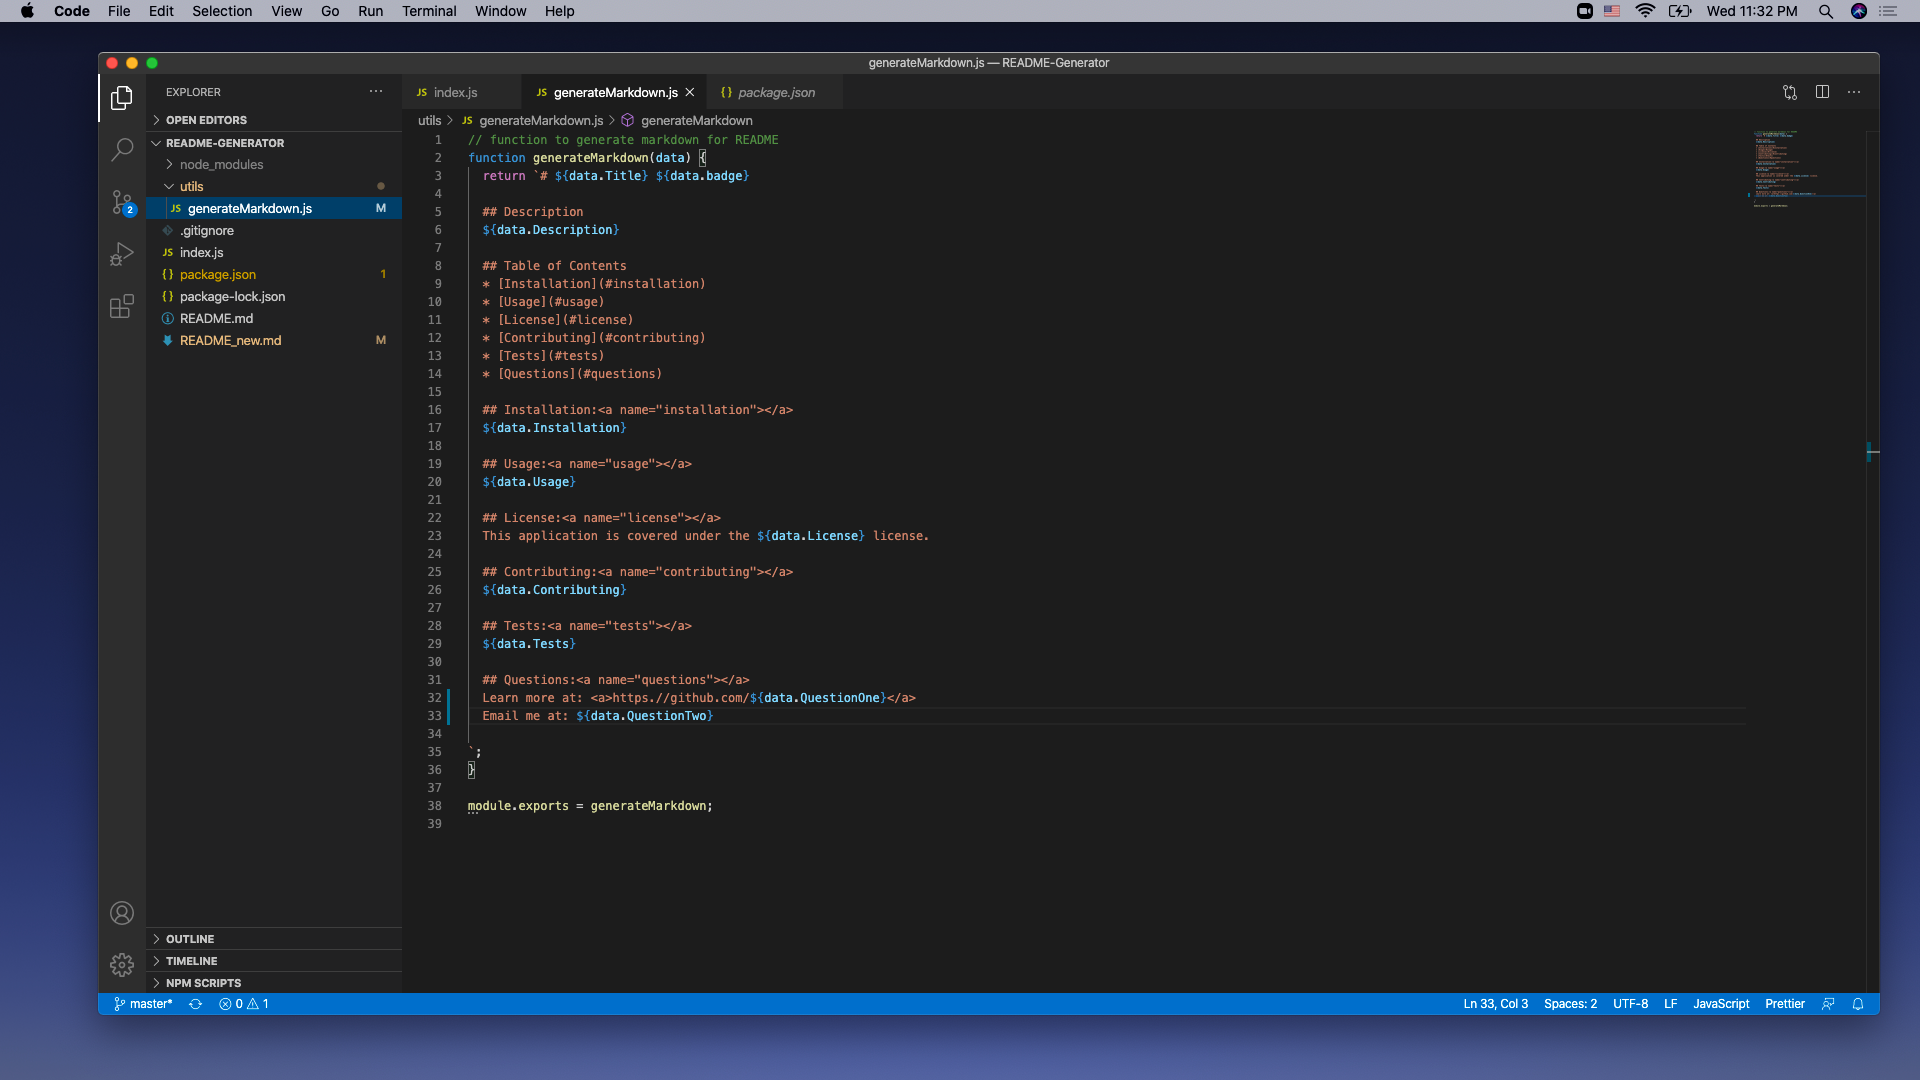 Code File Edit Selection View Go Run Terminal Window Help Wed 11:32 PM
generateMarkdown.js — README-Generator
EXPLORER
OPEN EDITORS
README-GENERATOR
node_modules
utils
JS generateMarkdown.js M
.gitignore
JS index.js
{} package.json 1
{} package-lock.json
README.md
README_new.md M
OUTLINE
TIMELINE
NPM SCRIPTS
2
JS index.js JS generateMarkdown.js {} package.json
utils > JS generateMarkdown.js > generateMarkdown
1 // function to generate markdown for README
2 function generateMarkdown(data) {
3 return `# ${data.Title} ${data.badge}
4
5 ## Description
6 ${data.Description}
7
8 ## Table of Contents
9 * [Installation](#installation)
10 * [Usage](#usage)
11 * [License](#license)
12 * [Contributing](#contributing)
13 * [Tests](#tests)
14 * [Questions](#questions)
15
16 ## Installation:<a name="installation"></a>
17 ${data.Installation}
18
19 ## Usage:<a name="usage"></a>
20 ${data.Usage}
21
22 ## License:<a name="license"></a>
23 This application is covered under the ${data.License} license.
24
25 ## Contributing:<a name="contributing"></a>
26 ${data.Contributing}
27
28 ## Tests:<a name="tests"></a>
29 ${data.Tests}
30
31 ## Questions:<a name="questions"></a>
32 Learn more at: <a>https.//github.com/${data.QuestionOne}</a>
33 Email me at: ${data.QuestionTwo}
34
35 `;
36 }
37
38 module.exports = generateMarkdown;
39
master* 0 1 Ln 33, Col 3 Spaces: 2 UTF-8 LF JavaScript Prettier